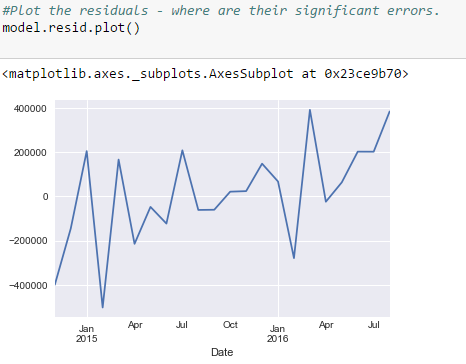 #Plot the residuals - where are their significant errors.
model.resid.plot()
<matplotlib.axes._subplots.AxesSubplot at 0x23ce9b70>
400000
200000
0
−200000
−400000
Jan Apr Jul Oct Jan Apr Jul
2015 2016
Date